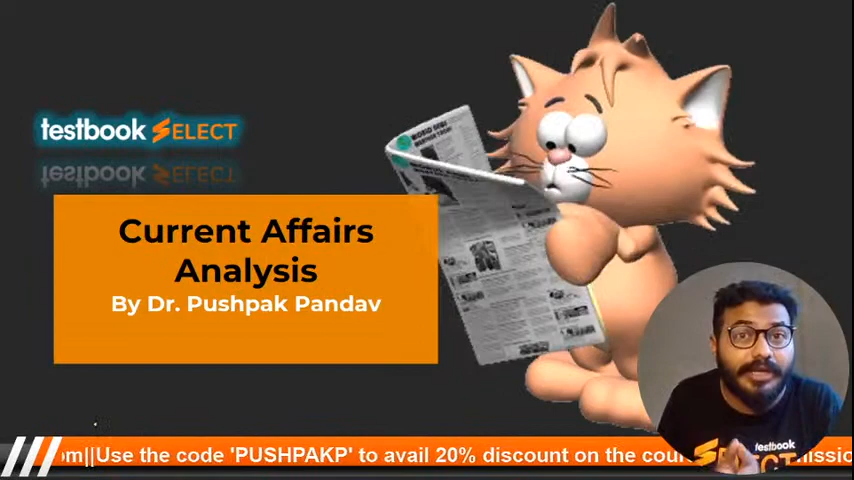 testbook SELECT
Current Affairs
Analysis
By Dr. Pushpak Pandav
om||Use the code 'PUSHPAKP' to avail 20% discount on the cour
testbook